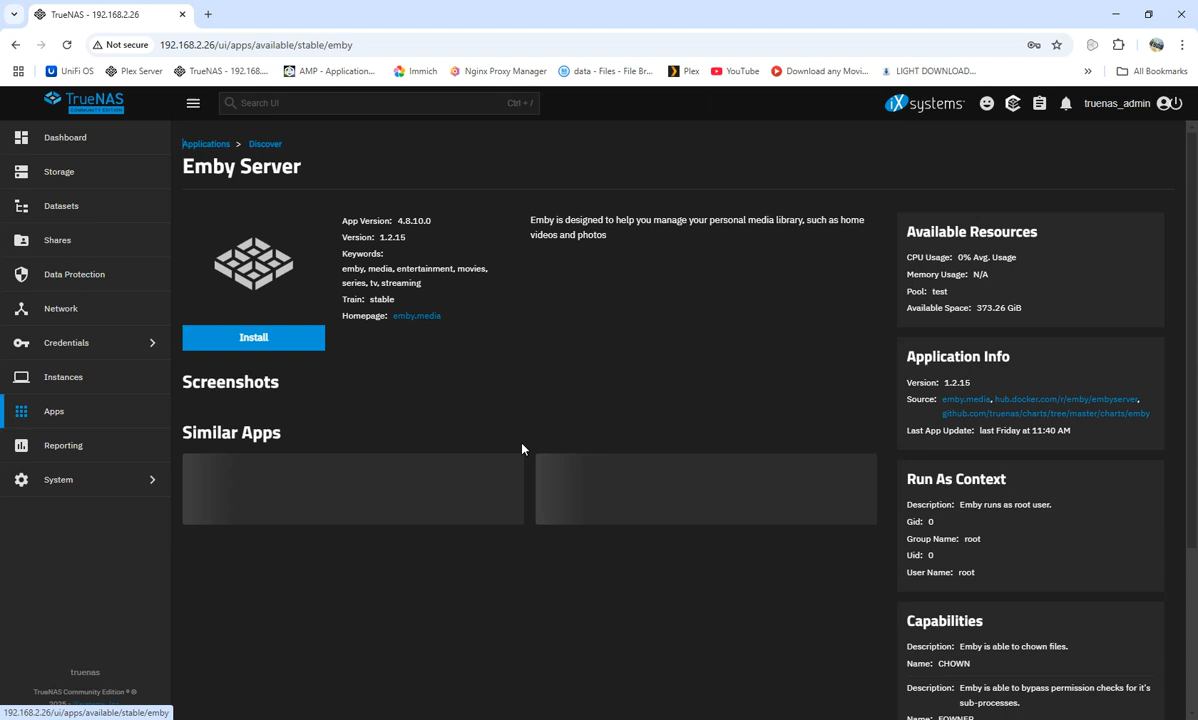 TrueNAS - 192.168.2.26
Not secure
192.168.2.26/ui/apps/available/stable/emby
UniFi OS
Plex Server
TrueNAS - 192.168....
AMP - Application...
Immich
Nginx Proxy Manager
data - Files - File Br...
Plex
YouTube
Download any Movi...
LIGHT DOWNLOAD...
All Bookmarks
TrueNAS
COMMUNITY EDITION
Search UI
Ctrl + /
iXsystems
truenas_admin
Dashboard
Storage
Datasets
Shares
Data Protection
Network
Credentials
Instances
Apps
Reporting
System
truenas
TrueNAS Community Edition ® ©
192.168.2.26/ui/apps/available/stable/emby
Applications > Discover
Emby Server
Install
App Version: 4.8.10.0
Version: 1.2.15
Keywords:
emby, media, entertainment, movies,
series, tv, streaming
Train: stable
Homepage: emby.media
Emby is designed to help you manage your personal media library, such as home
videos and photos
Screenshots
Similar Apps
Available Resources
CPU Usage: 0% Avg. Usage
Memory Usage: N/A
Pool: test
Available Space: 373.26 GiB
Application Info
Version: 1.2.15
Source: emby.media, hub.docker.com/r/emby/embyserver,
github.com/truenas/charts/tree/master/charts/emby
Last App Update: last Friday at 11:40 AM
Run As Context
Description: Emby runs as root user.
Gid: 0
Group Name: root
Uid: 0
User Name: root
Capabilities
Description: Emby is able to chown files.
Name: CHOWN
Description: Emby is able to bypass permission checks for it's
sub-processes.
Name: FOWNER